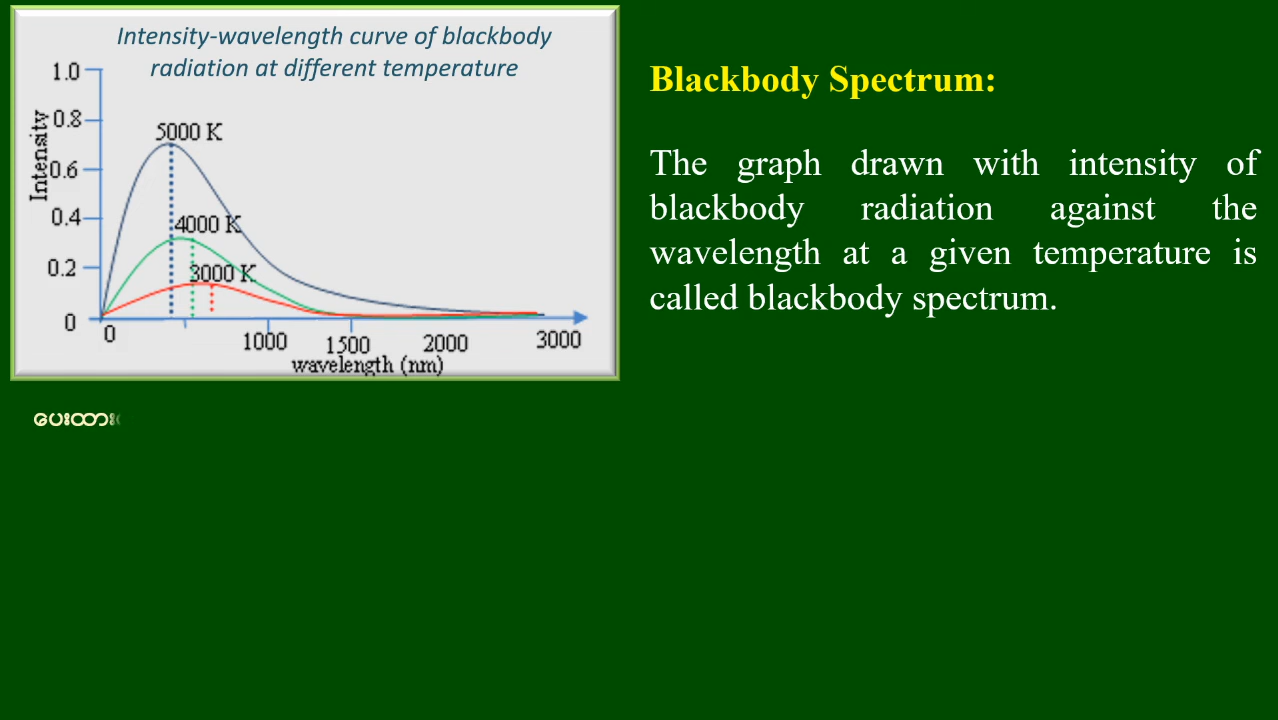 Intensity-wavelength curve of blackbody
radiation at different temperature
1.0
0.8
0.6
0.4
0.2
0
Intensity
5000 K
4000 K
3000 K
0
1000
1500
2000
3000
wavelength (nm)
Blackbody Spectrum:
The graph drawn with intensity of
blackbody radiation against the
wavelength at a given temperature is
called blackbody spectrum.
ပေးထား